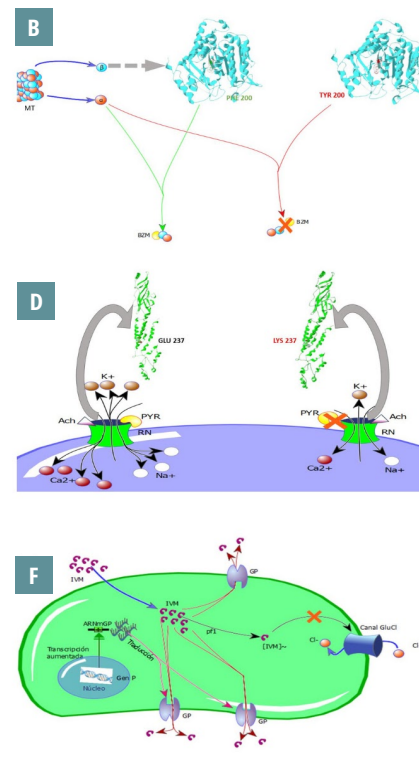 B
β
MT
α
PHE 200
TYR 200
BZM
BZM
D
GLU 237
LYS 237
K+
K+
Ach
PYR
PYR
Ach
RN
RN
Ca2+
Na+
Ca2+
Na+
F
IVM
IVM
GP
ARNmGP
pf1
[IVM]~
Canal GluCl
Transcripción
aumentada
Traducción
Cl-
Cl
Gen P
Núcleo
GP
GP